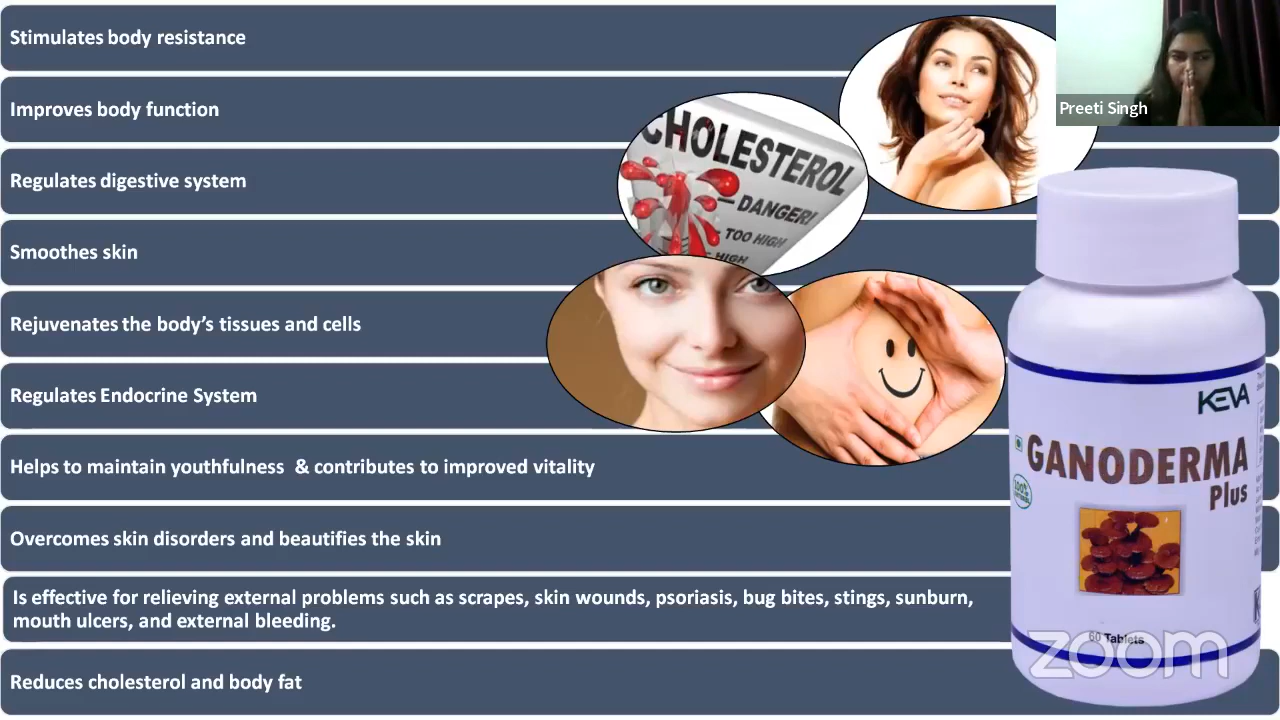 Stimulates body resistance
Improves body function
Regulates digestive system
Smoothes skin
Rejuvenates the body's tissues and cells
Regulates Endocrine System
Helps to maintain youthfulness & contributes to improved vitality
Overcomes skin disorders and beautifies the skin
Is effective for relieving external problems such as scrapes, skin wounds, psoriasis, bug bites, stings, sunburn,
mouth ulcers, and external bleeding.
Reduces cholesterol and body fat
CHOLESTEROL
DANGER!
TOO HIGH
HIGH
Preeti Singh
KEVA
GANODERMA
Plus
100%
60 Tablets
zoom